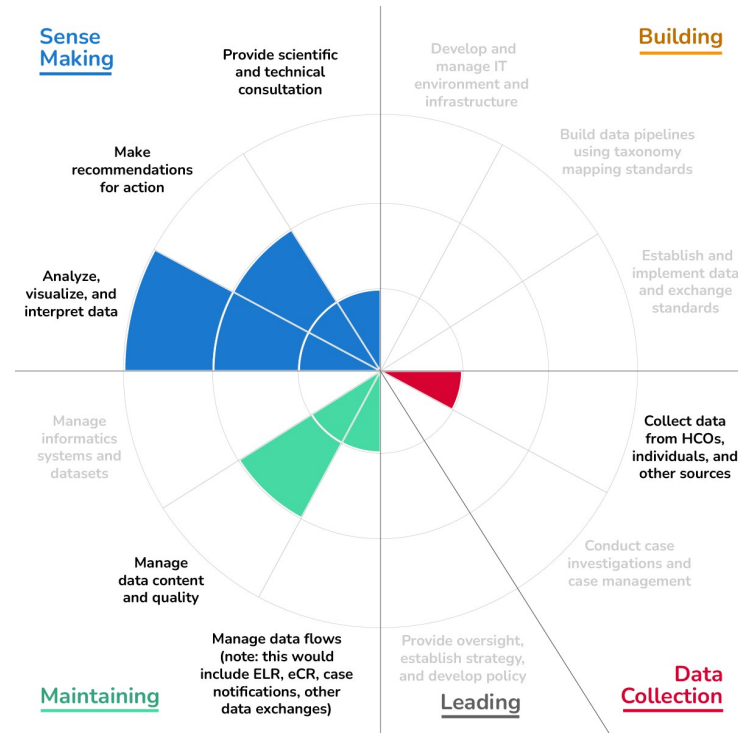 Sense
Making
Provide scientific
and technical
consultation
Develop and
manage IT
environment and
infrastructure
Building
Make
recommendations
for action
Build data pipelines
using taxonomy
mapping standards
Analyze,
visualize, and
interpret data
Establish and
implement data
and exchange
standards
Manage
informatics
systems and
datasets
Collect data
from HCOs,
individuals, and
other sources
Manage
data content
and quality
Conduct case
investigations and
case management
Manage data flows
(note: this would
include ELR, eCR, case
notifications, other
data exchanges)
Provide oversight,
establish strategy,
and develop policy
Maintaining
Leading
Data
Collection